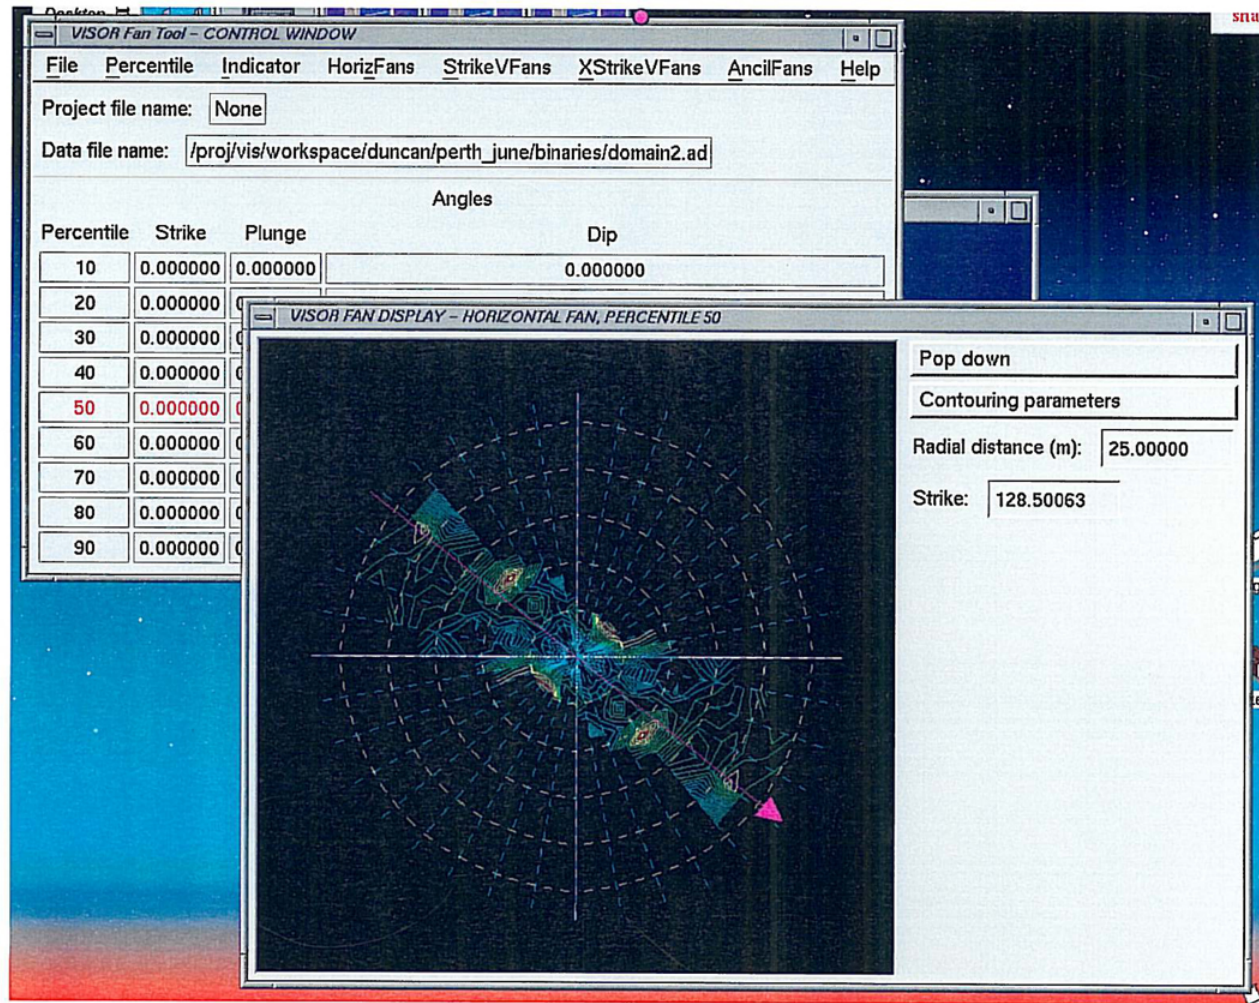 Desktop
VISOR Fan Tool – CONTROL WINDOW
File Percentile Indicator HorizFans StrikeVFans XStrikeVFans AncilFans Help
Project file name: None
Data file name: /proj/vis/workspace/duncan/perth_june/binaries/domain2.ad
Angles
Percentile Strike Plunge Dip
10 0.000000 0.000000 0.000000
20 0.000000
30 0.000000
40 0.000000
50 0.000000
60 0.000000
70 0.000000
80 0.000000
90 0.000000
VISOR FAN DISPLAY – HORIZONTAL FAN, PERCENTILE 50
Pop down
Contouring parameters
Radial distance (m): 25.00000
Strike: 128.50063